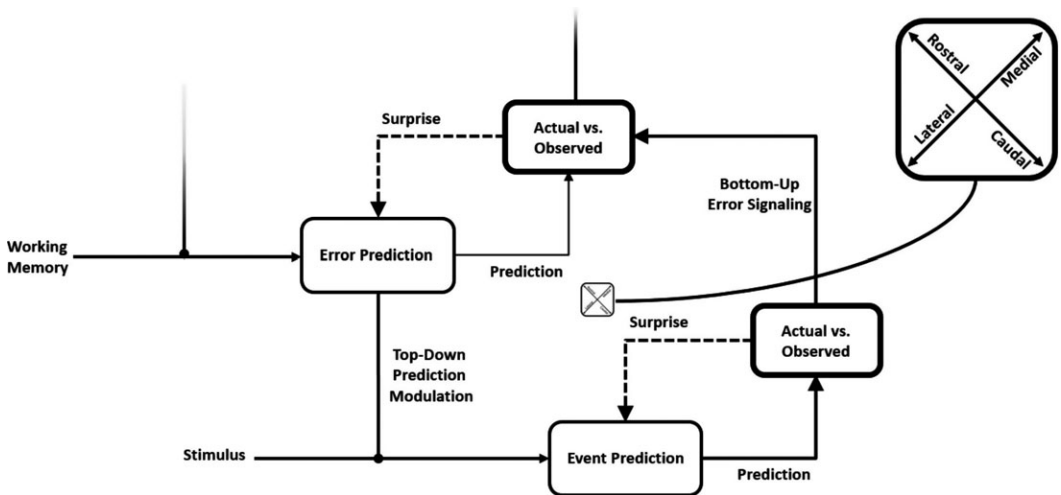 Rostral
Medial
Lateral
Caudal
Surprise
Actual vs.
Observed
Bottom-Up
Error Signaling
Working
Memory
Error Prediction
Prediction
Surprise
Actual vs.
Observed
Top-Down
Prediction
Modulation
Stimulus
Event Prediction
Prediction